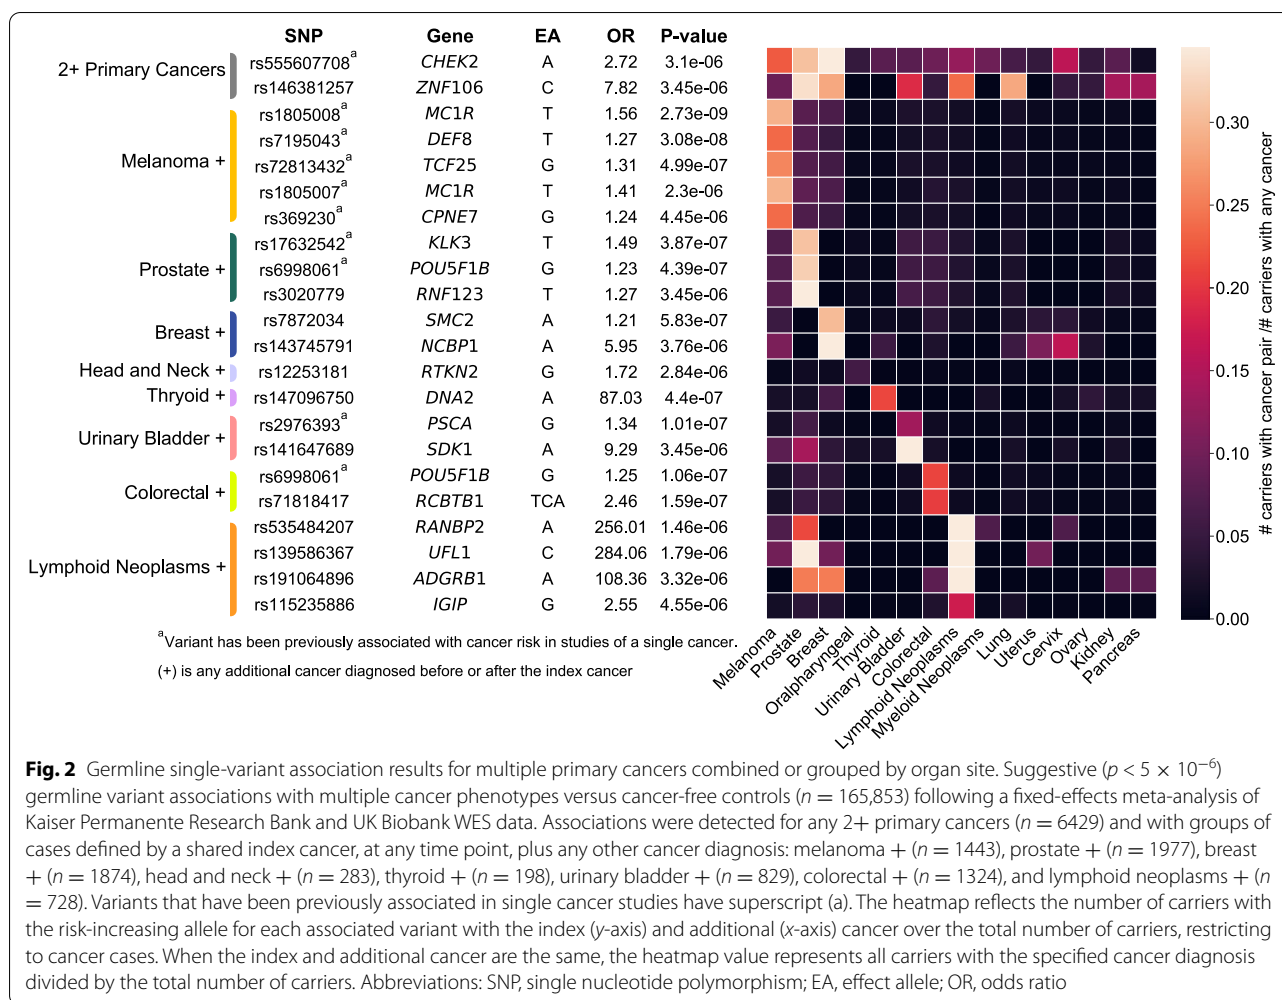 SNP Gene EA OR P-value
2+ Primary Cancers
rs555607708a CHEK2 A 2.72 3.1e-06
rs146381257 ZNF106 C 7.82 3.45e-06
Melanoma +
rs1805008a MC1R T 1.56 2.73e-09
rs7195043a DEF8 T 1.27 3.08e-08
rs72813432a TCF25 G 1.31 4.99e-07
rs1805007a MC1R T 1.41 2.3e-06
rs369230a CPNE7 G 1.24 4.45e-06
Prostate +
rs17632542a KLK3 T 1.49 3.87e-07
rs6998061a POU5F1B G 1.23 4.39e-07
rs3020779 RNF123 T 1.27 3.45e-06
Breast +
rs7872034 SMC2 A 1.21 5.83e-07
rs143745791 NCBP1 A 5.95 3.76e-06
Head and Neck + rs12253181 RTKN2 G 1.72 2.84e-06
Thryoid + rs147096750 DNA2 A 87.03 4.4e-07
Urinary Bladder +
rs2976393a PSCA G 1.34 1.01e-07
rs141647689 SDK1 A 9.29 3.45e-06
Colorectal +
rs6998061a POU5F1B G 1.25 1.06e-07
rs71818417 RCBTB1 TCA 2.46 1.59e-07
Lymphoid Neoplasms +
rs535484207 RANBP2 A 256.01 1.46e-06
rs139586367 UFL1 C 284.06 1.79e-06
rs191064896 ADGRB1 A 108.36 3.32e-06
rs115235886 IGIP G 2.55 4.55e-06
aVariant has been previously associated with cancer risk in studies of a single cancer.
(+) is any additional cancer diagnosed before or after the index cancer
Melanoma
Prostate
Breast
Oralpharyngeal
Thyroid
Urinary Bladder
Colorectal
Lymphoid Neoplasms
Myeloid Neoplasms
Lung
Uterus
Cervix
Ovary
Kidney
Pancreas
0.30
0.25
0.20
0.15
0.10
0.05
0.00
# carriers with cancer pair /# carriers with any cancer
Fig. 2 Germline single-variant association results for multiple primary cancers combined or grouped by organ site. Suggestive (p < 5 × 10−6)
germline variant associations with multiple cancer phenotypes versus cancer-free controls (n = 165,853) following a fixed-effects meta-analysis of
Kaiser Permanente Research Bank and UK Biobank WES data. Associations were detected for any 2+ primary cancers (n = 6429) and with groups of
cases defined by a shared index cancer, at any time point, plus any other cancer diagnosis: melanoma + (n = 1443), prostate + (n = 1977), breast
+ (n = 1874), head and neck + (n = 283), thyroid + (n = 198), urinary bladder + (n = 829), colorectal + (n = 1324), and lymphoid neoplasms + (n
= 728). Variants that have been previously associated in single cancer studies have superscript (a). The heatmap reflects the number of carriers with
the risk-increasing allele for each associated variant with the index (y-axis) and additional (x-axis) cancer over the total number of carriers, restricting
to cancer cases. When the index and additional cancer are the same, the heatmap value represents all carriers with the specified cancer diagnosis
divided by the total number of carriers. Abbreviations: SNP, single nucleotide polymorphism; EA, effect allele; OR, odds ratio